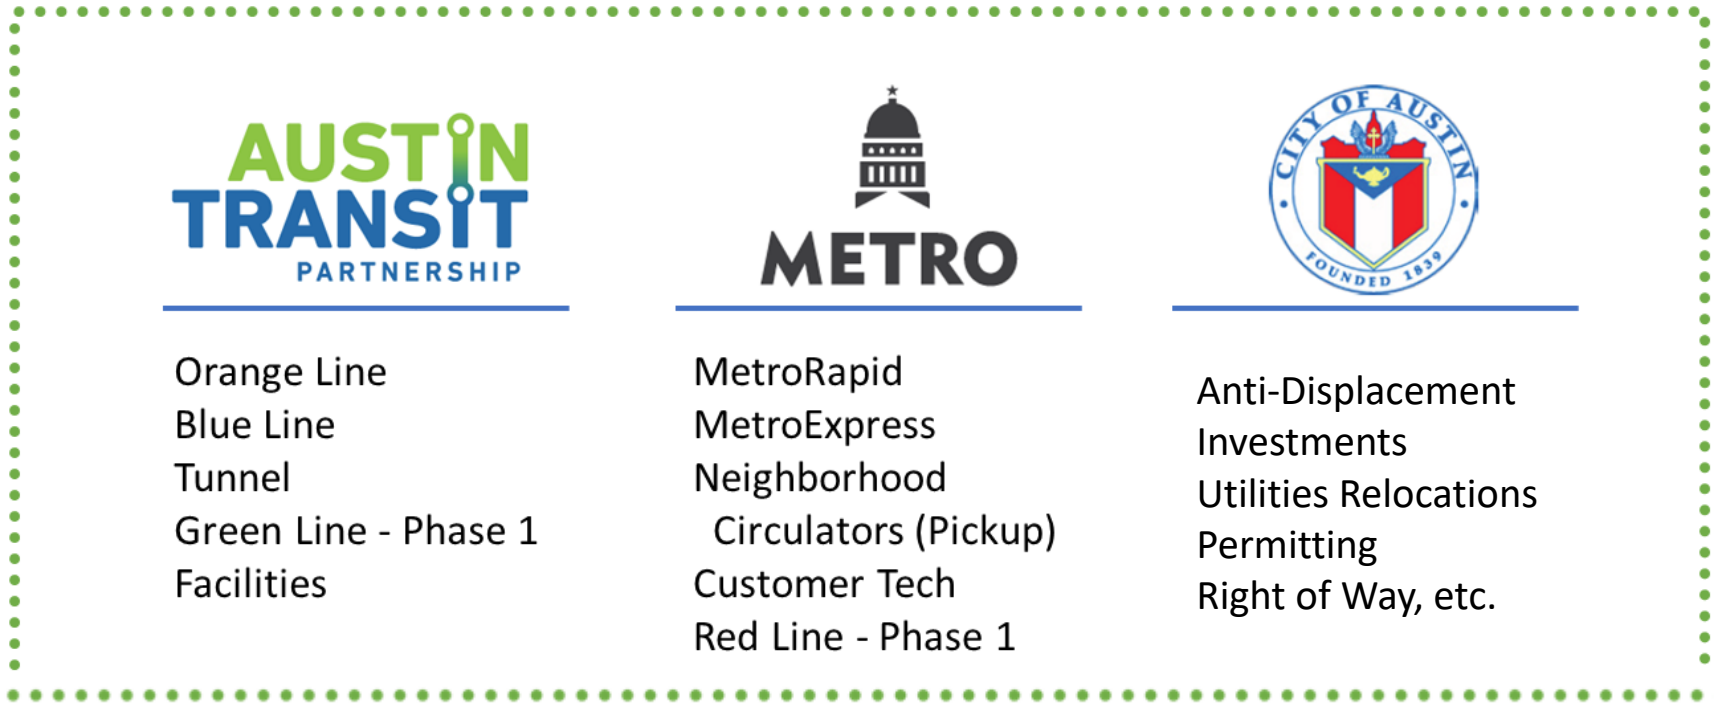 AUSTIN
TRANSIT
PARTNERSHIP
Orange Line
Blue Line
Tunnel
Green Line - Phase 1
Facilities
METRO
MetroRapid
MetroExpress
Neighborhood
Circulators (Pickup)
Customer Tech
Red Line - Phase 1
CITY OF AUSTIN
FOUNDED 1839
Anti-Displacement
Investments
Utilities Relocations
Permitting
Right of Way, etc.